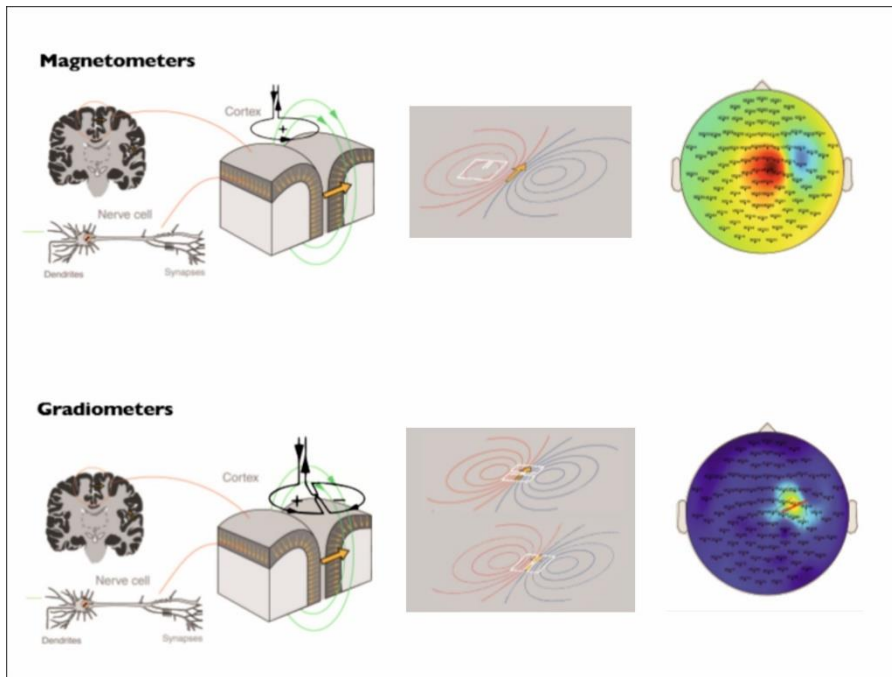 Magnetometers
Cortex
+
Nerve cell
Dendrites
Synapses
Gradiometers
Cortex
+ −
Nerve cell
Dendrites
Synapses